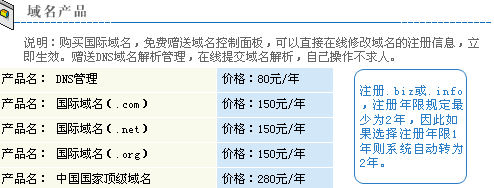 域名产品
说明：购买国际域名，免费赠送域名控制面板，可以直接在线修改域名的注册信息，立
即生效。赠送DNS域名解析管理，在线提交域名解析，自己操作不求人。
产品名： DNS管理 价格：80元/年
产品名： 国际域名（.com） 价格：150元/年
产品名： 国际域名（.net） 价格：150元/年
产品名： 国际域名（.org） 价格：150元/年
产品名： 中国国家顶级域名 价格：280元/年
注册.biz或.info
，注册年限规定最
少为2年，因此如
果选择注册年限1
年则系统自动转为
2年。